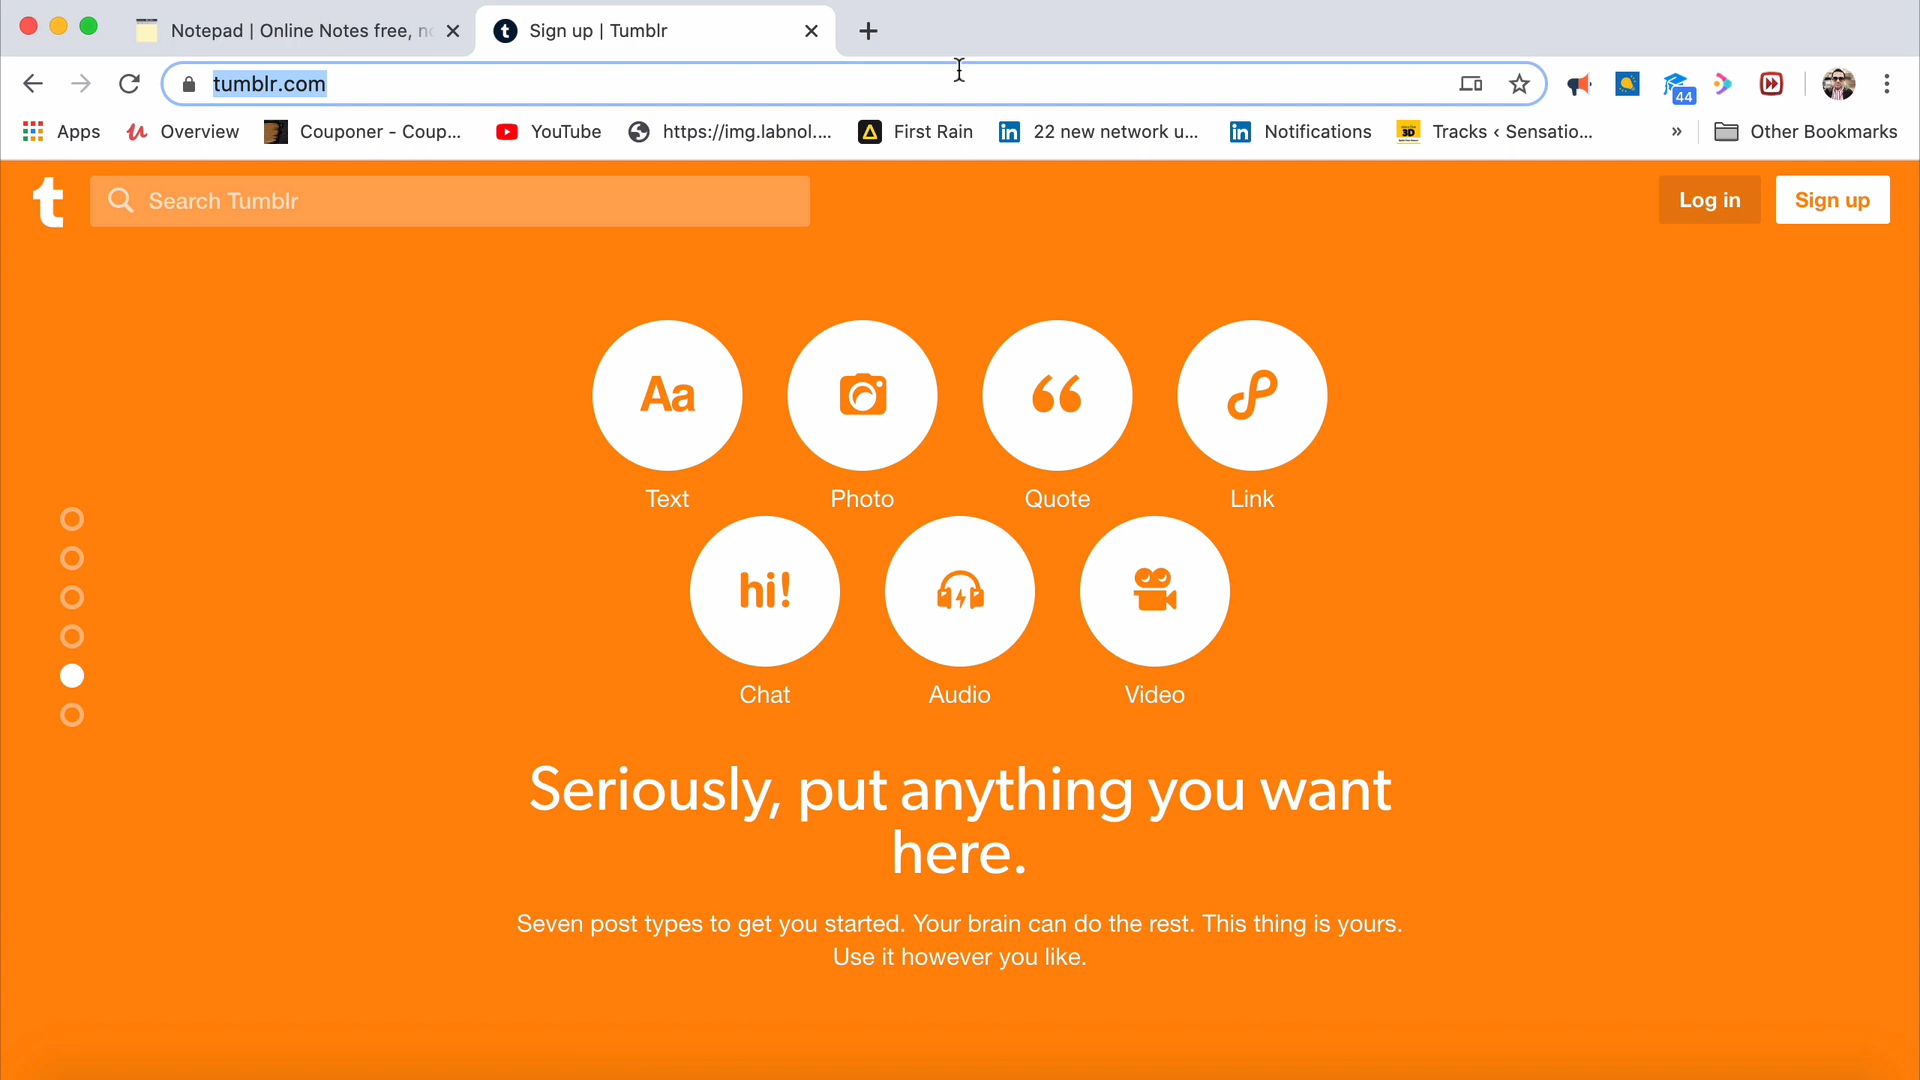 Notepad | Online Notes free, no
Sign up | Tumblr
tumblr.com
44
Apps
Overview
Couponer - Coup...
YouTube
https://img.labnol....
First Rain
22 new network u...
Notifications
3D
Tracks ‹ Sensatio...
»
Other Bookmarks
t
Search Tumblr
Log in
Sign up
Aa
Text
Photo
Quote
Link
hi!
Chat
Audio
Video
Seriously, put anything you want
here.
Seven post types to get you started. Your brain can do the rest. This thing is yours.
Use it however you like.